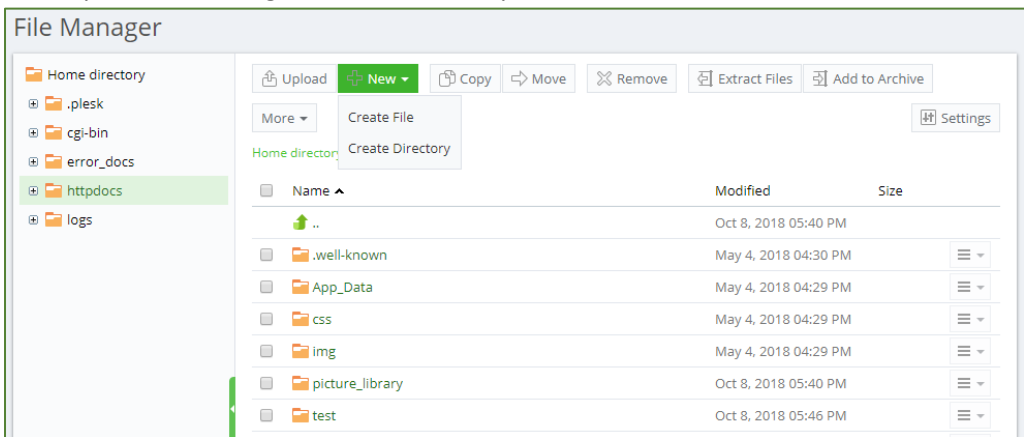 File Manager
Home directory
.plesk
cgi-bin
error_docs
httpdocs
logs
Upload New Copy Move Remove Extract Files Add to Archive
More Settings
Create File
Create Directory
Home directory
Name Modified Size
.. Oct 8, 2018 05:40 PM
.well-known May 4, 2018 04:30 PM
App_Data May 4, 2018 04:29 PM
css May 4, 2018 04:29 PM
img May 4, 2018 04:29 PM
picture_library Oct 8, 2018 05:40 PM
test Oct 8, 2018 05:46 PM